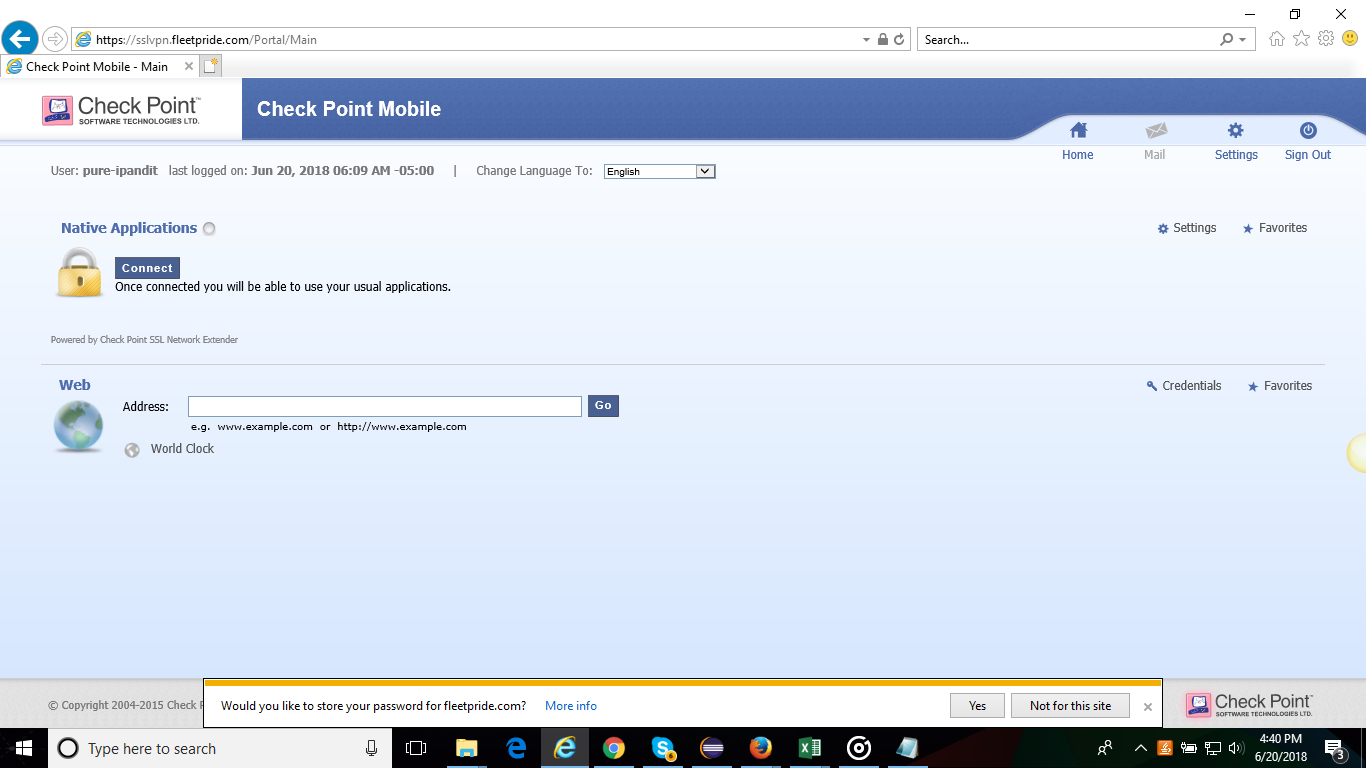 https://sslvpn.fleetpride.com/Portal/Main
Search...
Check Point Mobile - Main
Check Point™
SOFTWARE TECHNOLOGIES LTD.
Check Point Mobile
Home
Mail
Settings
Sign Out
User: pure-ipandit last logged on: Jun 20, 2018 06:09 AM -05:00 | Change Language To: English
Native Applications
Settings
Favorites
Connect
Once connected you will be able to use your usual applications.
Powered by Check Point SSL Network Extender
Web
Credentials
Favorites
Address:
Go
e.g. www.example.com or http://www.example.com
World Clock
© Copyright 2004-2015 Check
Would you like to store your password for fleetpride.com? More info
Yes
Not for this site
Check Point™
SOFTWARE TECHNOLOGIES LTD.
Type here to search
4:40 PM
6/20/2018
3